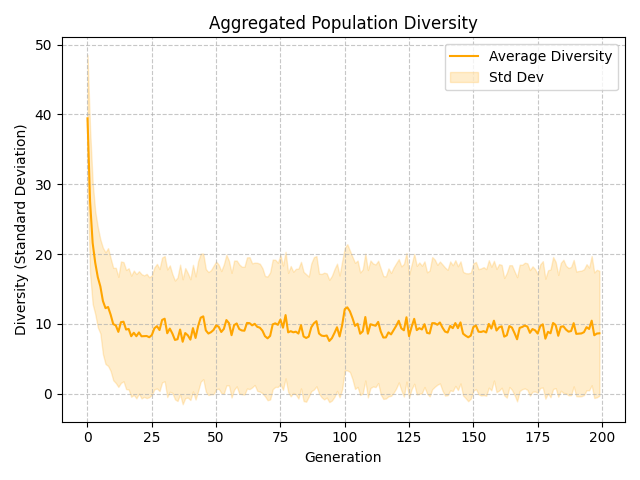 Aggregated Population Diversity
Average Diversity
Std Dev
Diversity (Standard Deviation)
50
40
30
20
10
0
0 25 50 75 100 125 150 175 200
Generation